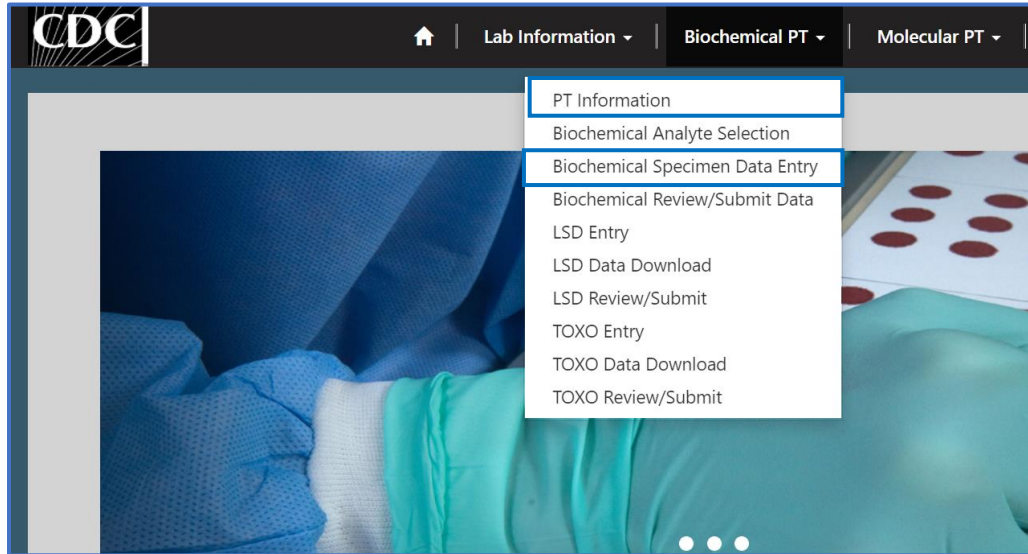 CDC
Lab Information
Biochemical PT
Molecular PT
PT Information
Biochemical Analyte Selection
Biochemical Specimen Data Entry
Biochemical Review/Submit Data
LSD Entry
LSD Data Download
LSD Review/Submit
TOXO Entry
TOXO Data Download
TOXO Review/Submit